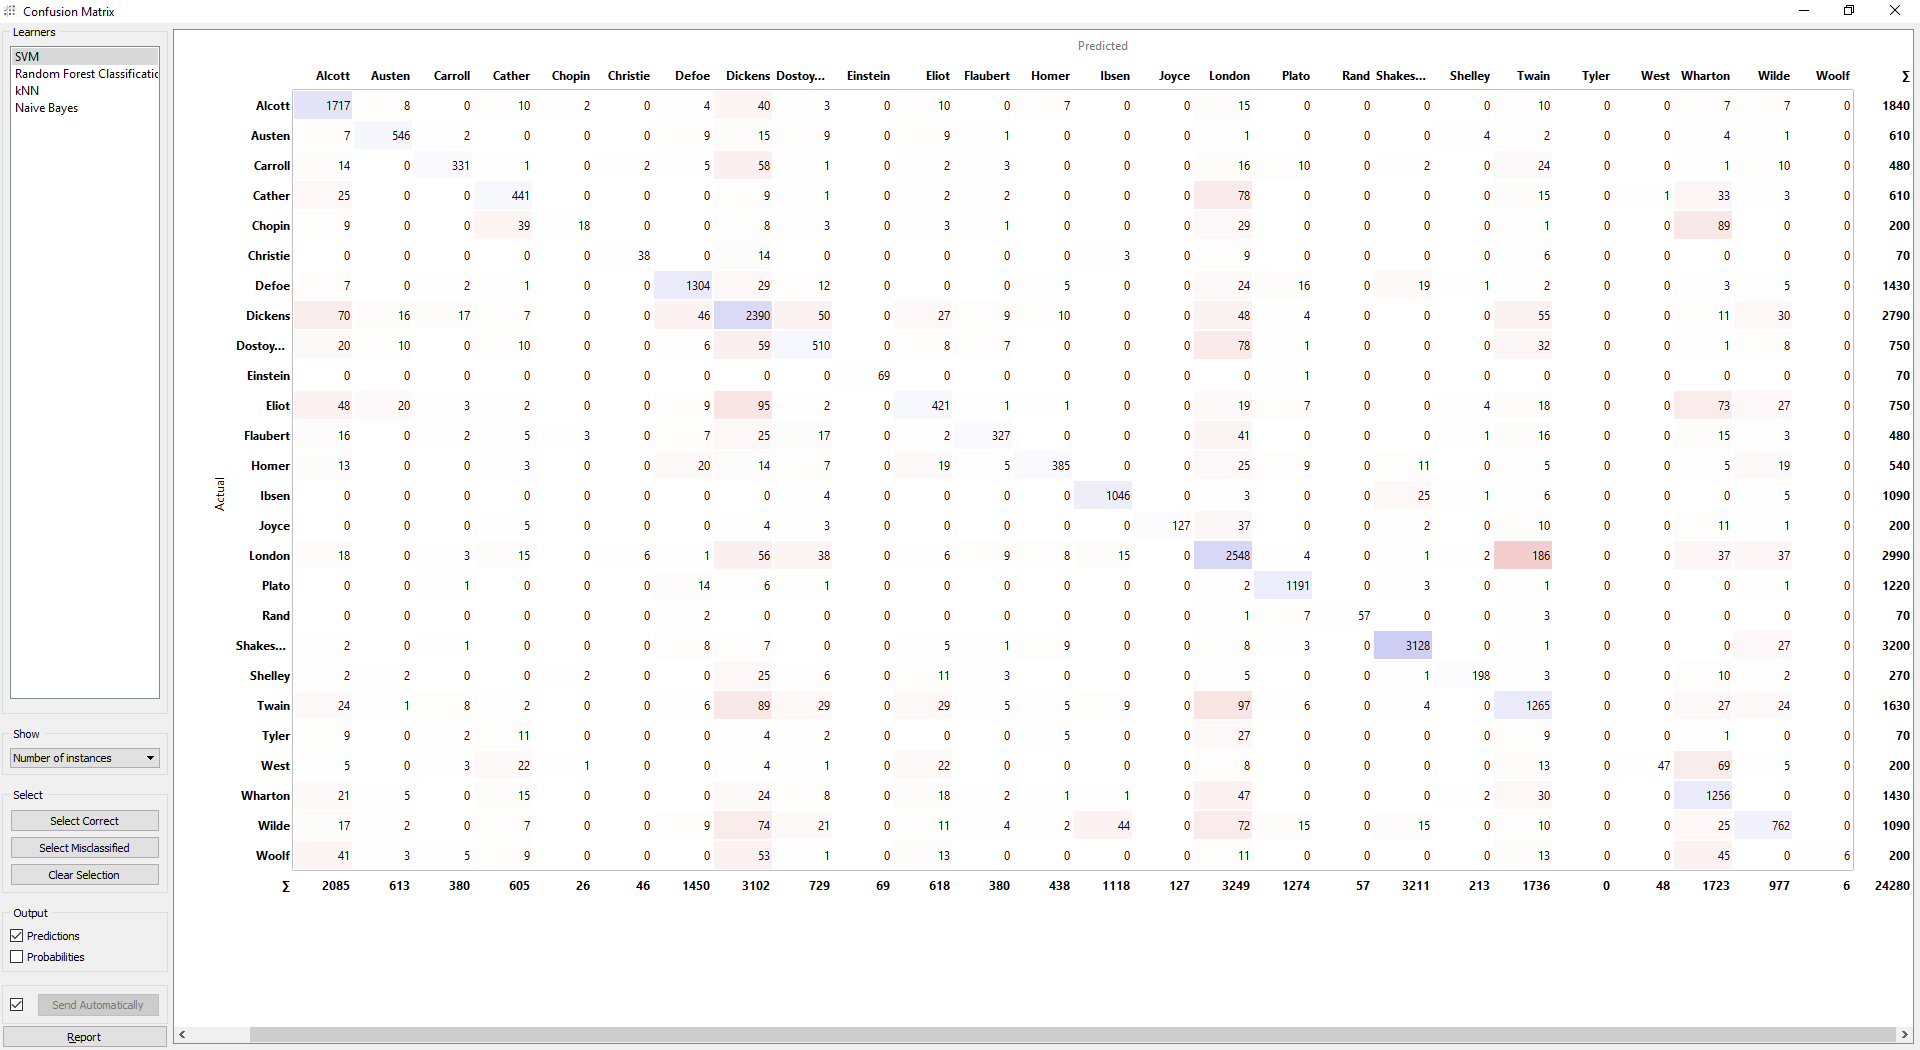 Confusion Matrix
Learners
SVM
Random Forest Classificatio
kNN
Naive Bayes
Predicted
Alcott Austen Carroll Cather Chopin Christie Defoe Dickens Dostoy... Einstein Eliot Flaubert Homer Ibsen Joyce London Plato Rand Shakes... Shelley Twain Tyler West Wharton Wilde Woolf Σ
Alcott 1717 8 0 10 2 0 4 40 3 0 10 0 7 0 0 15 0 0 0 0 10 0 0 7 7 0 1840
Austen 7 546 2 0 0 0 9 15 9 0 9 1 0 0 0 1 0 0 0 4 2 0 0 4 1 0 610
Carroll 14 0 331 1 0 2 5 58 1 0 2 3 0 0 0 16 10 0 2 0 24 0 0 1 10 0 480
Cather 25 0 0 441 0 0 0 9 1 0 2 2 0 0 0 78 0 0 0 0 15 0 1 33 3 0 610
Chopin 9 0 0 39 18 0 0 8 3 0 3 1 0 0 0 29 0 0 0 0 1 0 0 89 0 0 200
Christie 0 0 0 0 0 38 0 14 0 0 0 0 0 3 0 9 0 0 0 0 6 0 0 0 0 0 70
Defoe 7 0 2 1 0 0 1304 29 12 0 0 0 5 0 0 24 16 0 19 1 2 0 0 3 5 0 1430
Dickens 70 16 17 7 0 0 46 2390 50 0 27 9 10 0 0 48 4 0 0 0 55 0 0 11 30 0 2790
Dostoy... 20 10 0 10 0 0 6 59 510 0 8 7 0 0 0 78 1 0 0 0 32 0 0 1 8 0 750
Einstein 0 0 0 0 0 0 0 0 0 69 0 0 0 0 0 0 1 0 0 0 0 0 0 0 0 0 70
Eliot 48 20 3 2 0 0 9 95 2 0 421 1 1 0 0 19 7 0 0 4 18 0 0 73 27 0 750
Flaubert 16 0 2 5 3 0 7 25 17 0 2 327 0 0 0 41 0 0 0 1 16 0 0 15 3 0 480
Homer 13 0 0 3 0 0 20 14 7 0 19 5 385 0 0 25 9 0 11 0 5 0 0 5 19 0 540
Actual
Ibsen 0 0 0 0 0 0 0 0 4 0 0 0 0 1046 0 3 0 0 25 1 6 0 0 0 5 0 1090
Joyce 0 0 0 5 0 0 0 4 3 0 0 0 0 0 127 37 0 0 2 0 10 0 0 11 1 0 200
London 18 0 3 15 0 6 1 56 38 0 6 9 8 15 0 2548 4 0 1 2 186 0 0 37 37 0 2990
Plato 0 0 1 0 0 0 14 6 1 0 0 0 0 0 0 2 1191 0 3 0 1 0 0 0 1 0 1220
Rand 0 0 0 0 0 0 2 0 0 0 0 0 0 0 0 1 7 57 0 0 3 0 0 0 0 0 70
Shakes... 2 0 1 0 0 0 8 7 0 0 5 1 9 0 0 8 3 0 3128 0 1 0 0 0 27 0 3200
Shelley 2 2 0 0 2 0 0 25 6 0 11 3 0 0 0 5 0 0 1 198 3 0 0 10 2 0 270
Twain 24 1 8 2 0 0 6 89 29 0 29 5 5 9 0 97 6 0 4 0 1265 0 0 27 24 0 1630
Tyler 9 0 2 11 0 0 0 4 2 0 0 0 5 0 0 27 0 0 0 0 9 0 0 1 0 0 70
West 5 0 3 22 1 0 0 4 1 0 22 0 0 0 0 8 0 0 0 0 13 0 47 69 5 0 200
Wharton 21 5 0 15 0 0 0 24 8 0 18 2 1 1 0 47 0 0 0 2 30 0 0 1256 0 0 1430
Wilde 17 2 0 7 0 0 9 74 21 0 11 4 2 44 0 72 15 0 15 0 10 0 0 25 762 0 1090
Woolf 41 3 5 9 0 0 0 53 1 0 13 0 0 0 0 11 0 0 0 0 13 0 0 45 0 6 200
Σ 2085 613 380 605 26 46 1450 3102 729 69 618 380 438 1118 127 3249 1274 57 3211 213 1736 0 48 1723 977 6 24280
Show
Number of instances
Select
Select Correct
Select Misclassified
Clear Selection
Output
Predictions
Probabilities
Send Automatically
Report